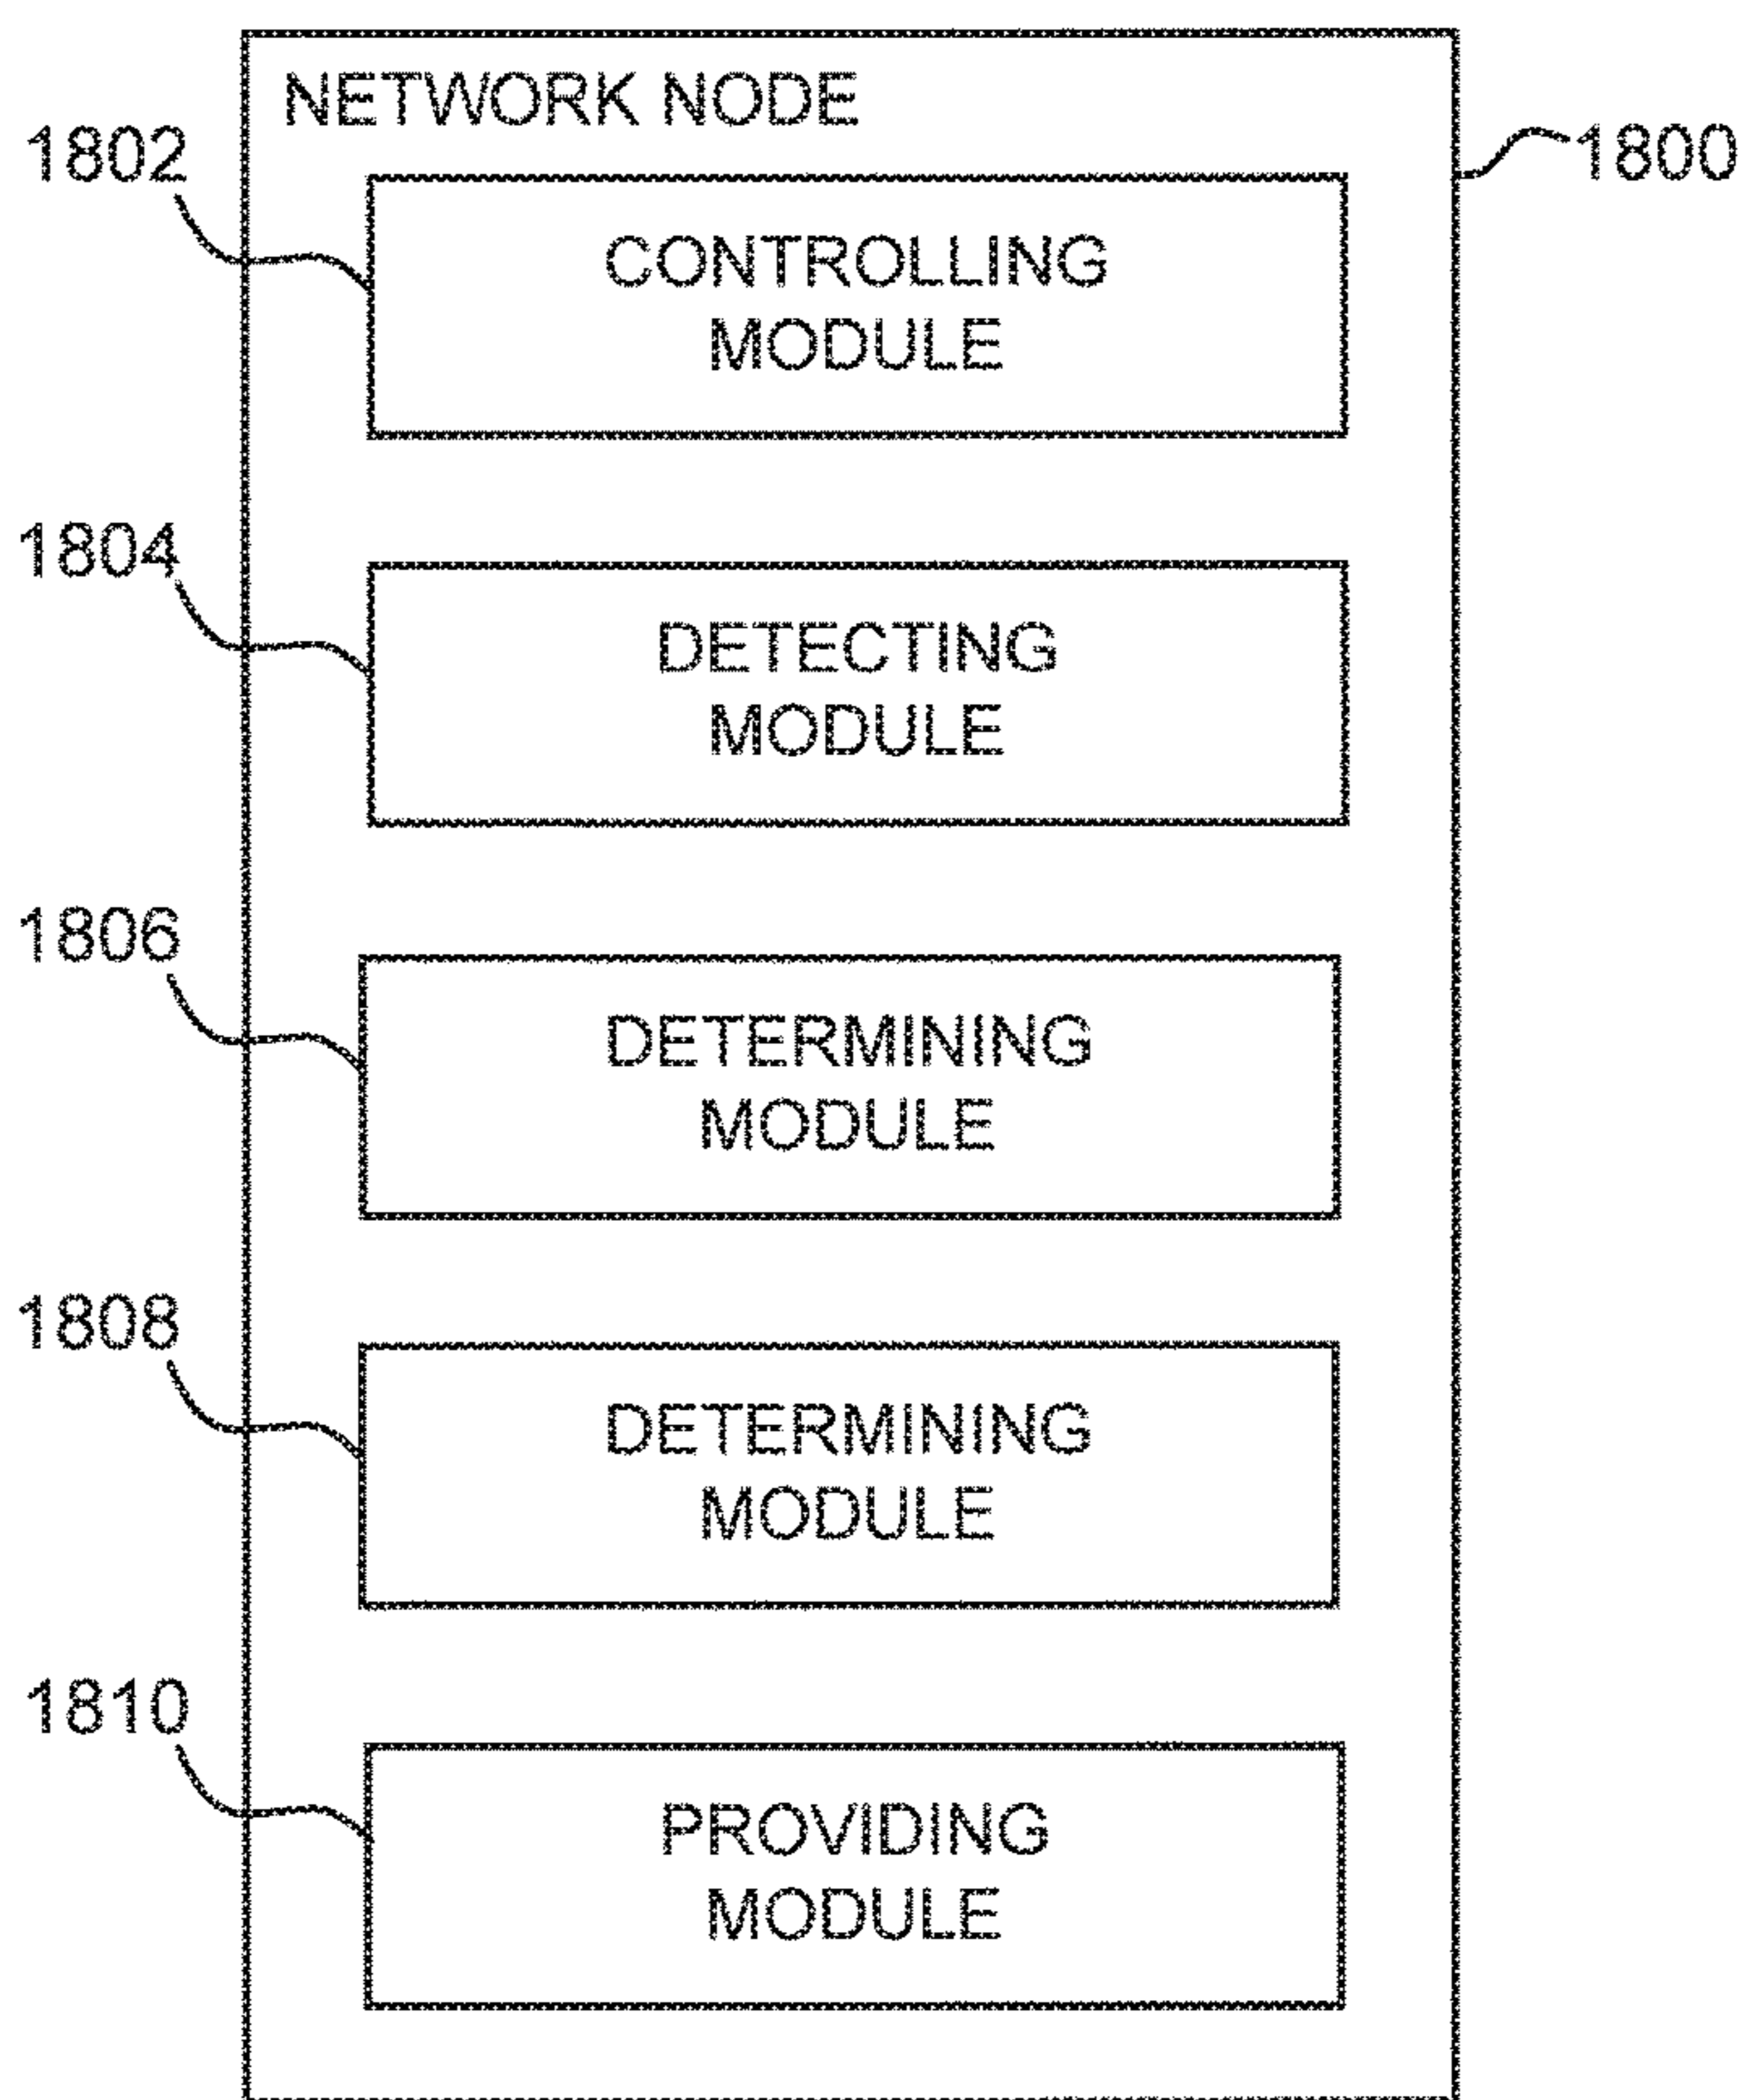 NETWORK NODE
1800
1802
CONTROLLING
MODULE
1804
DETECTING
MODULE
1806
DETERMINING
MODULE
1808
DETERMINING
MODULE
1810
PROVIDING
MODULE